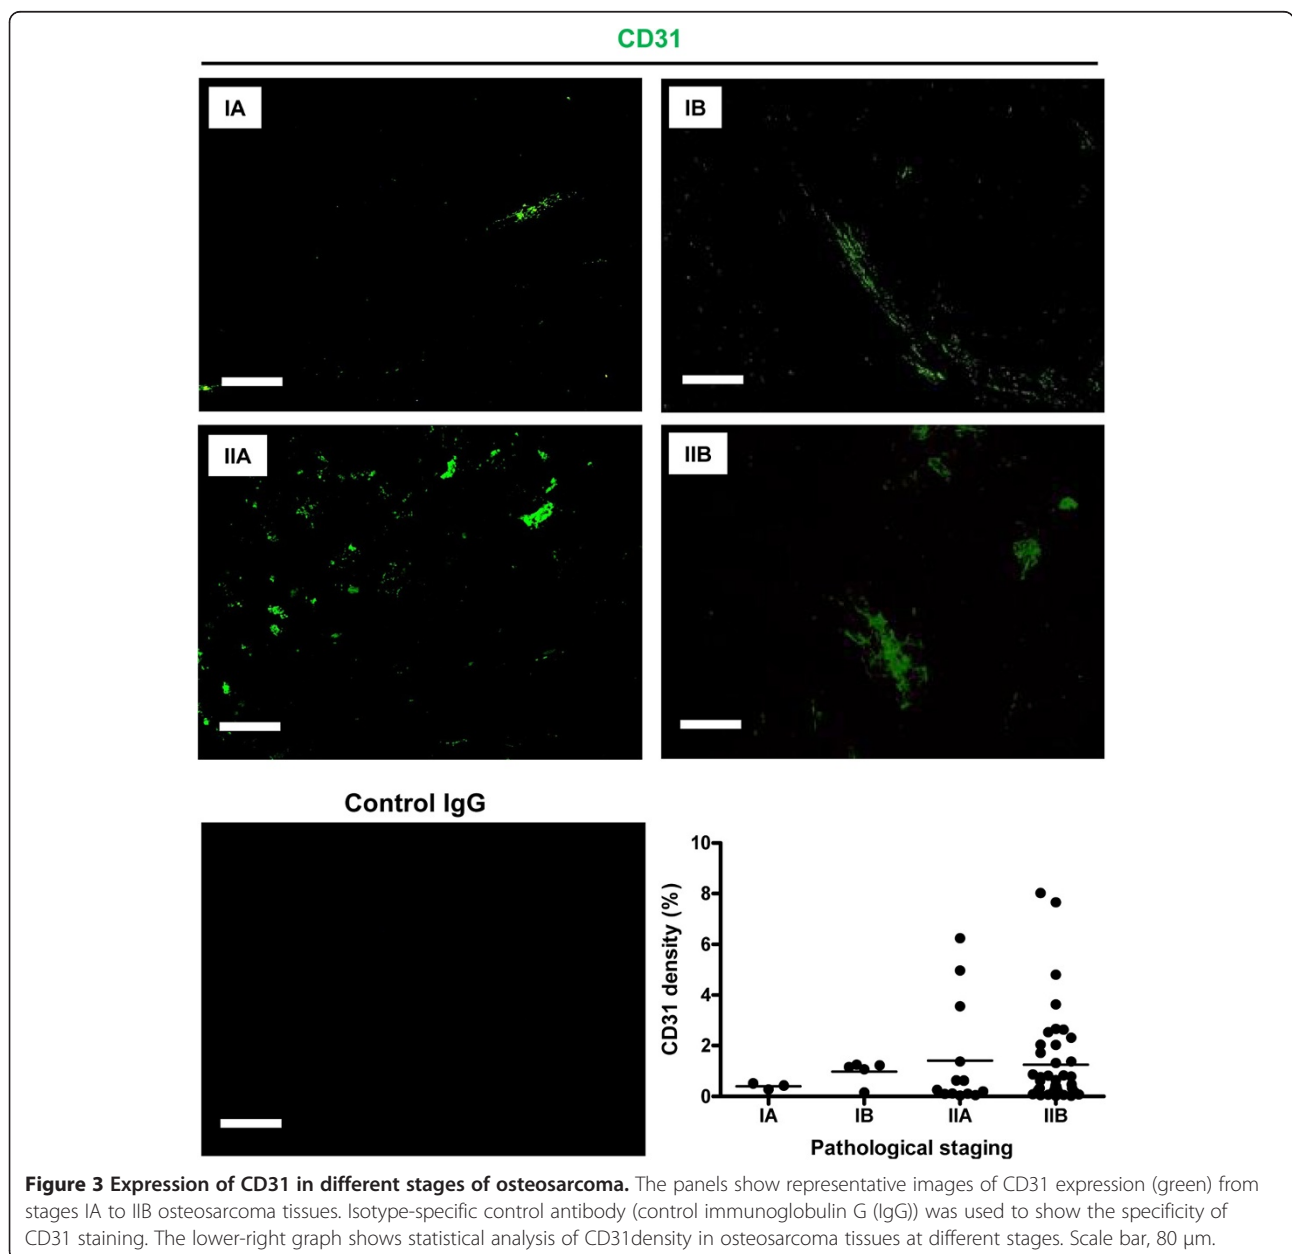 CD31
IA
IB
IIA
IIB
Control IgG
10
8
6
4
2
0
CD31 density (%)
IA IB IIA IIB
Pathological staging
Figure 3 Expression of CD31 in different stages of osteosarcoma. The panels show representative images of CD31 expression (green) from
stages IA to IIB osteosarcoma tissues. Isotype-specific control antibody (control immunoglobulin G (IgG)) was used to show the specificity of
CD31 staining. The lower-right graph shows statistical analysis of CD31density in osteosarcoma tissues at different stages. Scale bar, 80 μm.